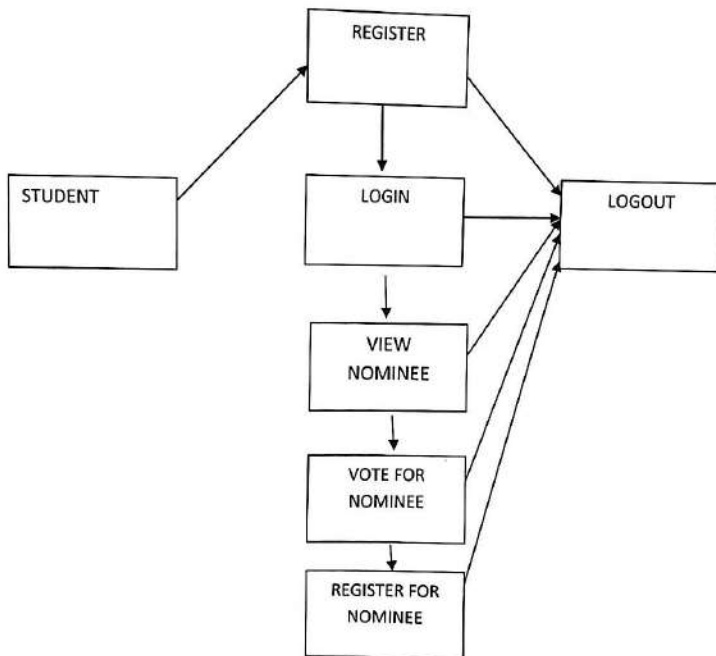 REGISTER
STUDENT
LOGIN
LOGOUT
VIEW
NOMINEE
VOTE FOR
NOMINEE
REGISTER FOR
NOMINEE